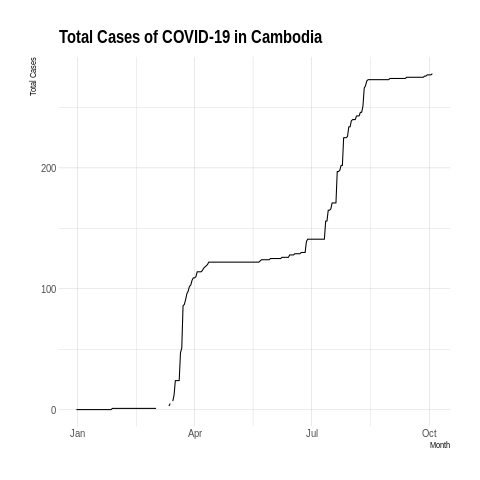 Total Cases of COVID-19 in Cambodia
Total Cases
200
100
0
Jan Apr Jul Oct
Month